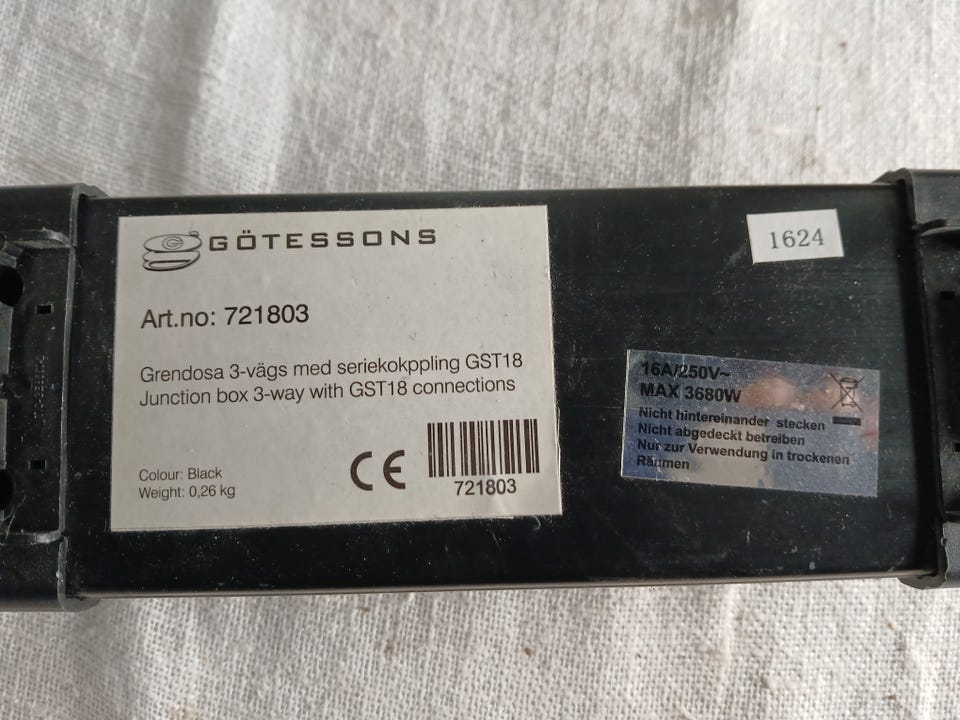 GÖTESSONS
Art.no: 721803
Grendosa 3-vägs med seriekokppling GST18
Junction box 3-way with GST18 connections
Colour: Black
Weight: 0,26 kg
CE
721803
1624
16A/250V~
MAX 3680W
Nicht hintereinander stecken
Nicht abgedeckt betreiben
Nur zur Verwendung in trockenen
Räumen